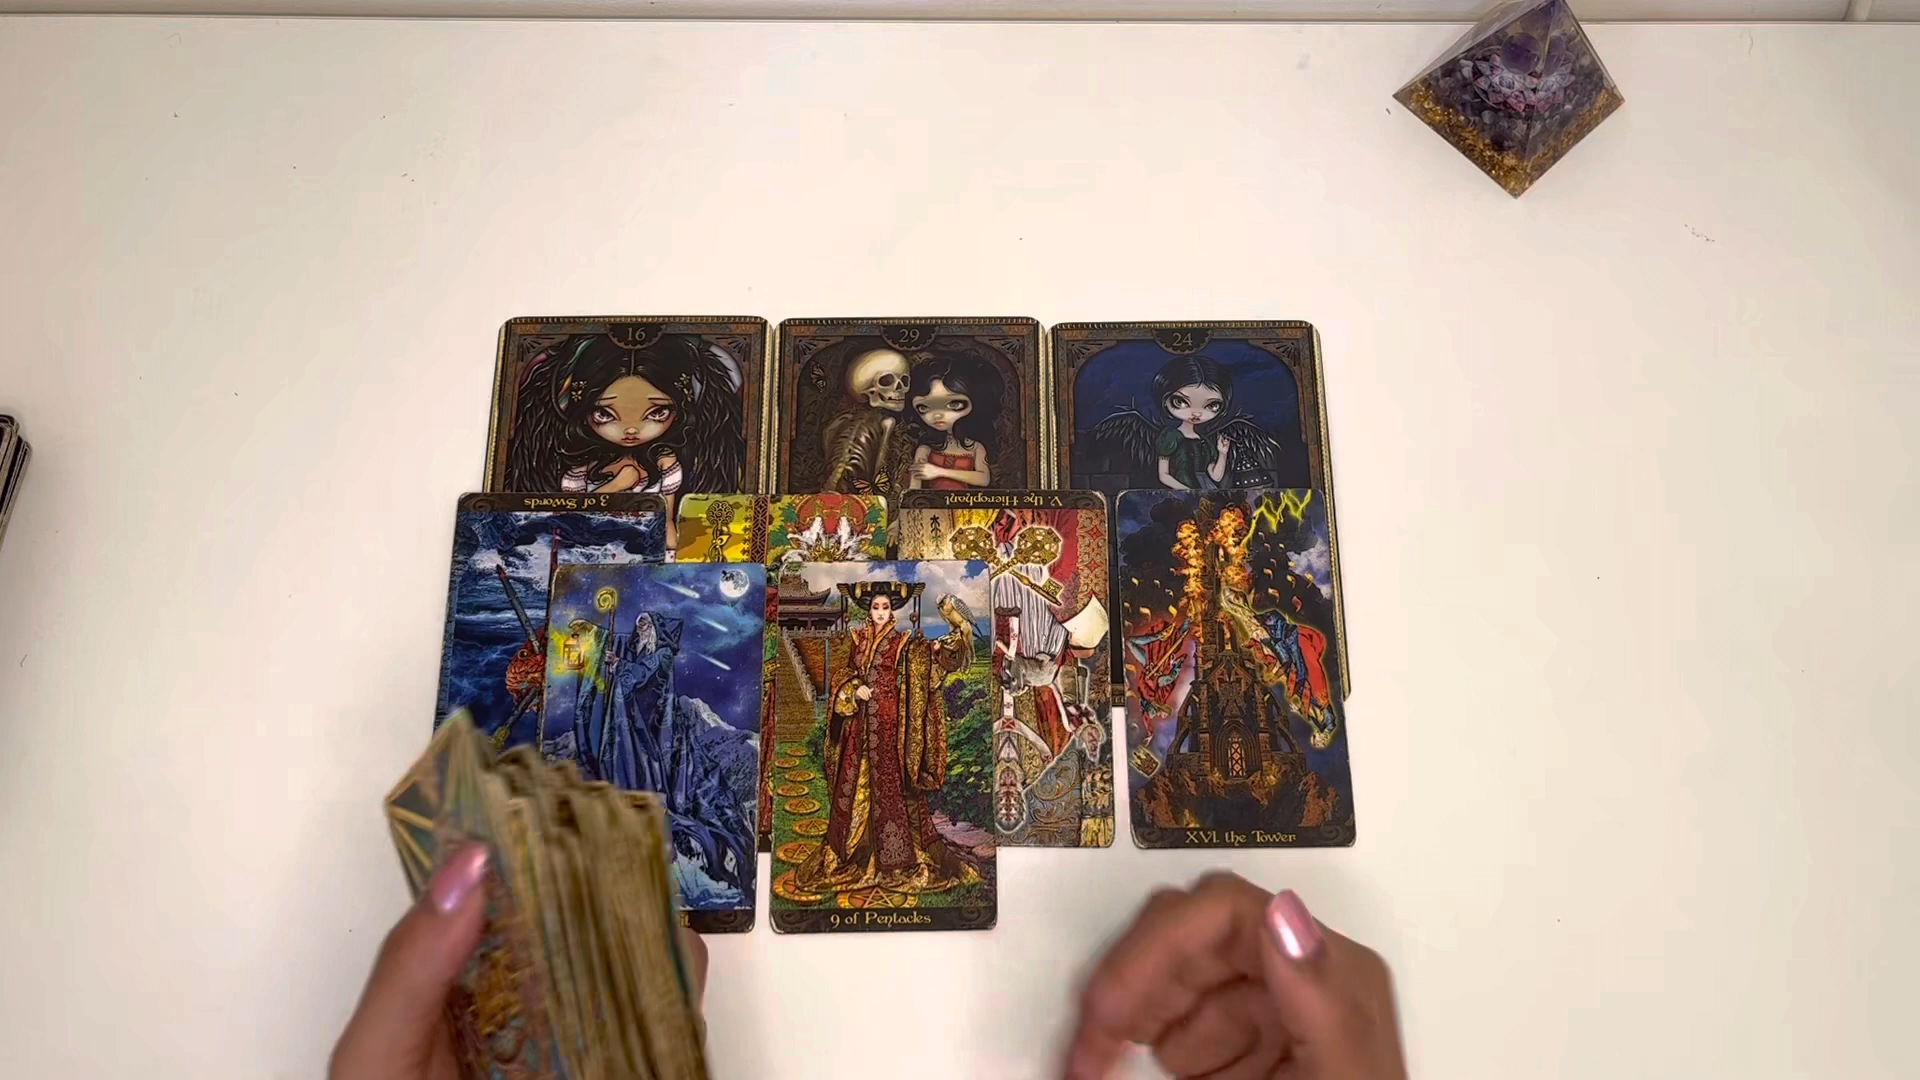 16
29
24
3 of Swords
V. the Hierophant
XVI. the Tower
9 of Pentacles